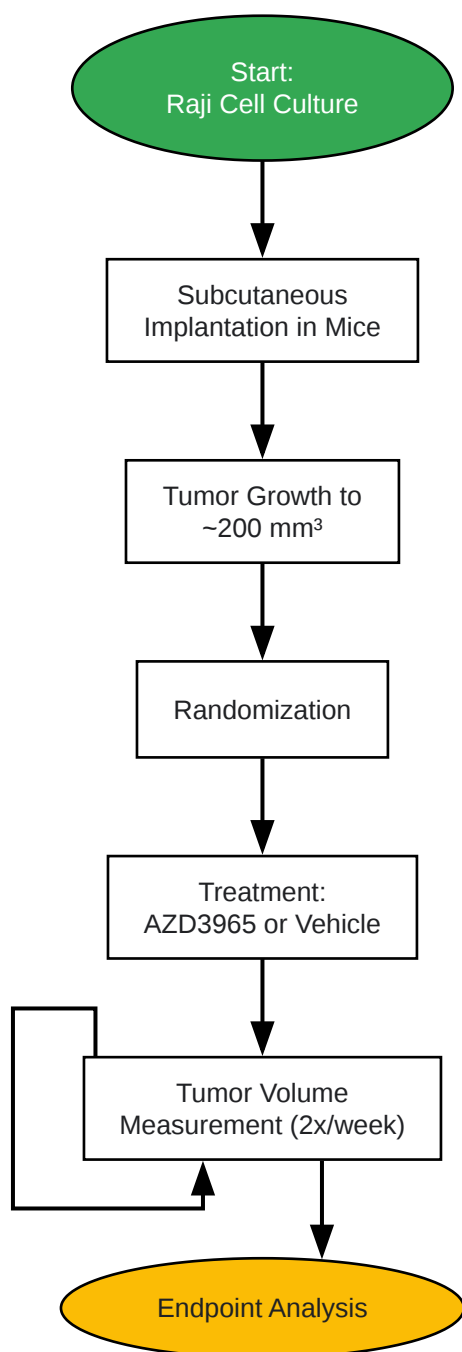 Start:
Raji Cell Culture
Subcutaneous
Implantation in Mice
Tumor Growth to
~200 mm³
Randomization
Treatment:
AZD3965 or Vehicle
Tumor Volume
Measurement (2x/week)
Endpoint Analysis